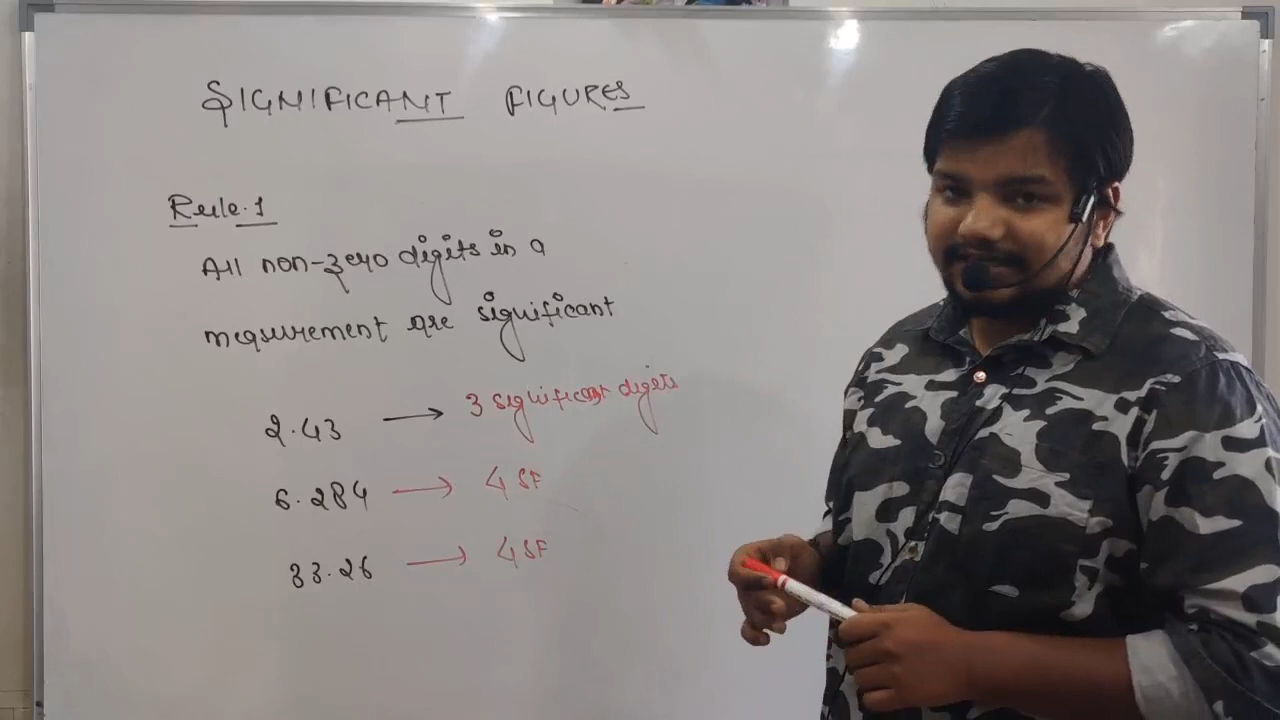 SIGNIFICANT FIGURES
Rule.1
All non-zero digits in a
measurement are significant
2.43 → 3 significant digits
6.284 → 4 SF
33.26 → 4 SF